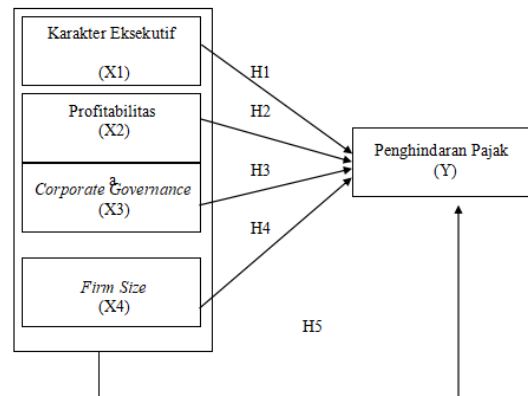 Karakter Eksekutif
(X1)
H1
Profitabilitas
(X2)
H2
a
Corporate Governance
(X3)
H3
Penghindaran Pajak
(Y)
H4
Firm Size
(X4)
H5